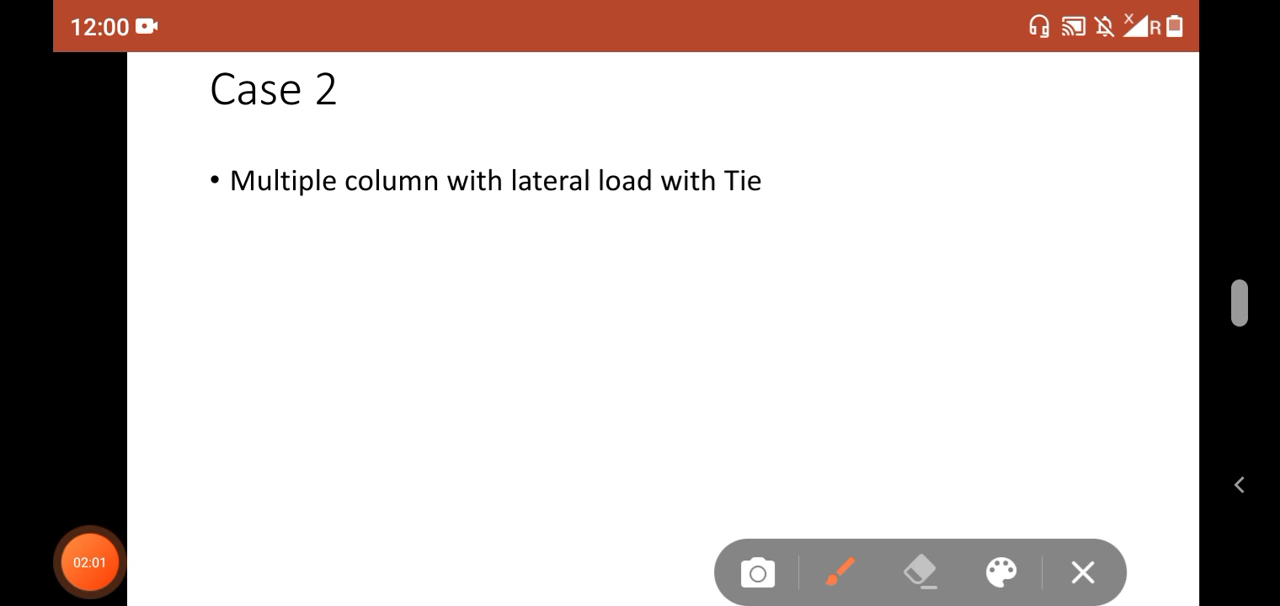 12:00
X
R
Case 2
• Multiple column with lateral load with Tie
02:01